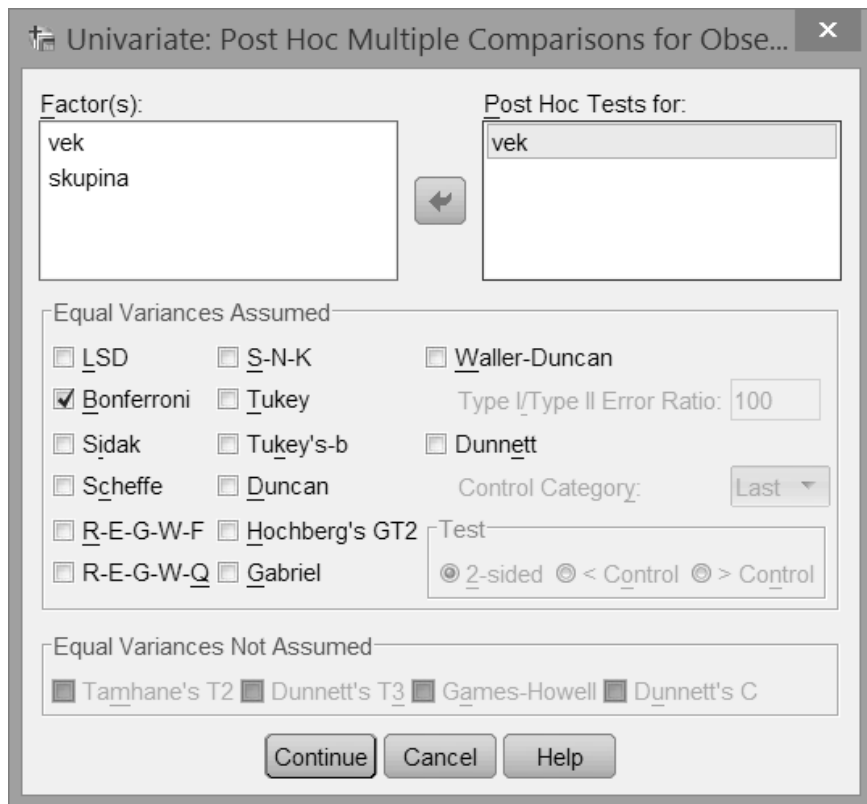 Univariate: Post Hoc Multiple Comparisons for Obse...
Factor(s):
vek
skupina
Post Hoc Tests for:
vek
Equal Variances Assumed
LSD
S-N-K
Waller-Duncan
Bonferroni
Tukey
Type I/Type II Error Ratio: 100
Sidak
Tukey's-b
Dunnett
Scheffe
Duncan
Control Category: Last
R-E-G-W-F
Hochberg's GT2
Test
R-E-G-W-Q
Gabriel
2-sided < Control > Control
Equal Variances Not Assumed
Tamhane's T2 Dunnett's T3 Games-Howell Dunnett's C
Continue Cancel Help